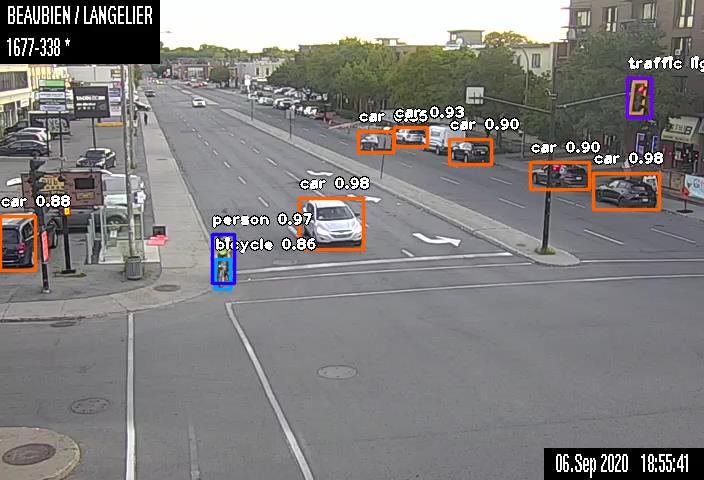 BEAUBIEN / LANGELIER
1677-338 *
traffic lig
car 0.93
car
car 0.90
car 0.90
car 0.98
car 0.98
car 0.88
person 0.97
bicycle 0.86
06.Sep 2020 18:55:41